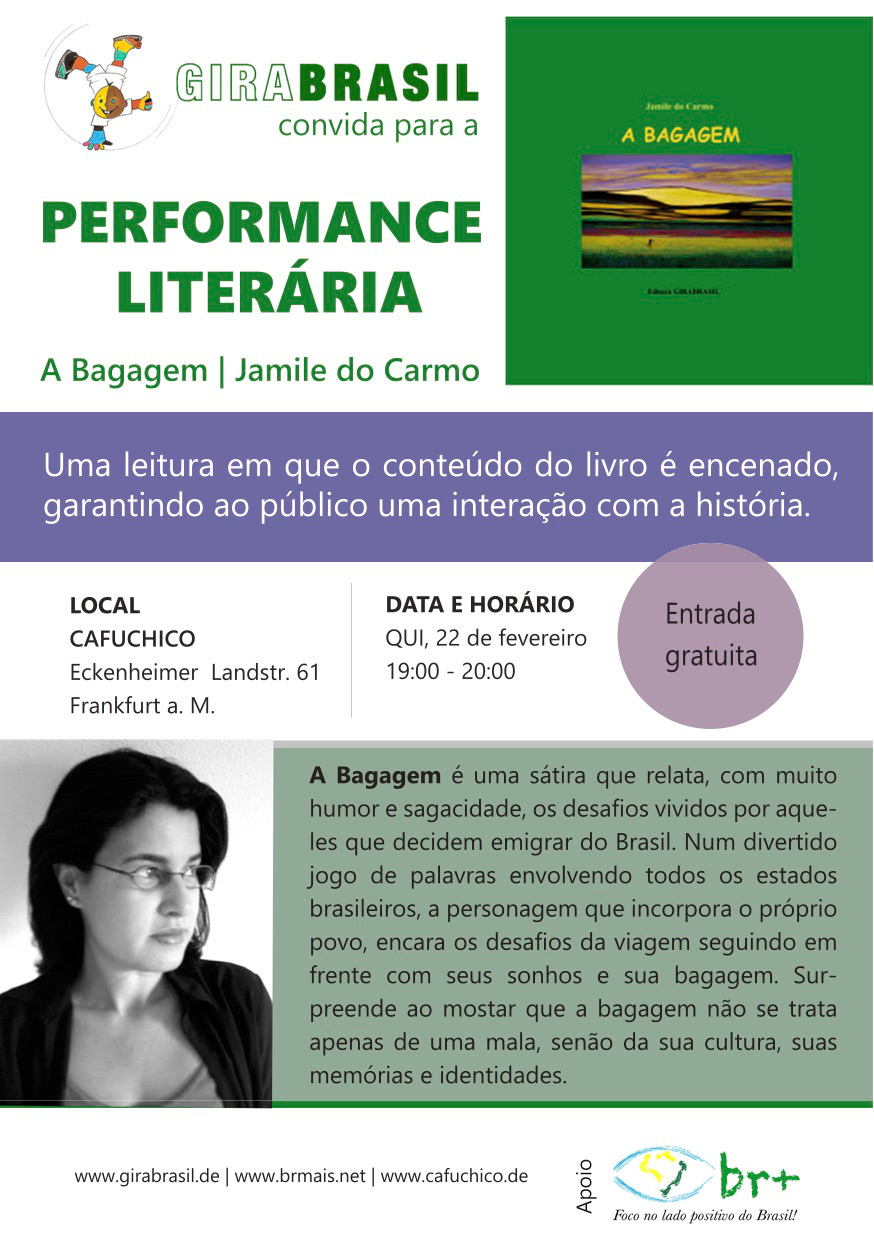 GIRABRASIL
convida para a
PERFORMANCE
LITERÁRIA
A Bagagem | Jamile do Carmo
Jamile do Carmo
A BAGAGEM
Editora GIRABRASIL
Uma leitura em que o conteúdo do livro é encenado,
garantindo ao público uma interação com a história.
LOCAL
CAFUCHICO
Eckenheimer Landstr. 61
Frankfurt a. M.
DATA E HORÁRIO
QUI, 22 de fevereiro
19:00 - 20:00
Entrada
gratuita
A Bagagem é uma sátira que relata, com muito
humor e sagacidade, os desafios vividos por aque-
les que decidem emigrar do Brasil. Num divertido
jogo de palavras envolvendo todos os estados
brasileiros, a personagem que incorpora o próprio
povo, encara os desafios da viagem seguindo em
frente com seus sonhos e sua bagagem. Sur-
preende ao mostar que a bagagem não se trata
apenas de uma mala, senão da sua cultura, suas
memórias e identidades.
www.girabrasil.de | www.brmais.net | www.cafuchico.de
Apoio
br+
Foco no lado positivo do Brasil!